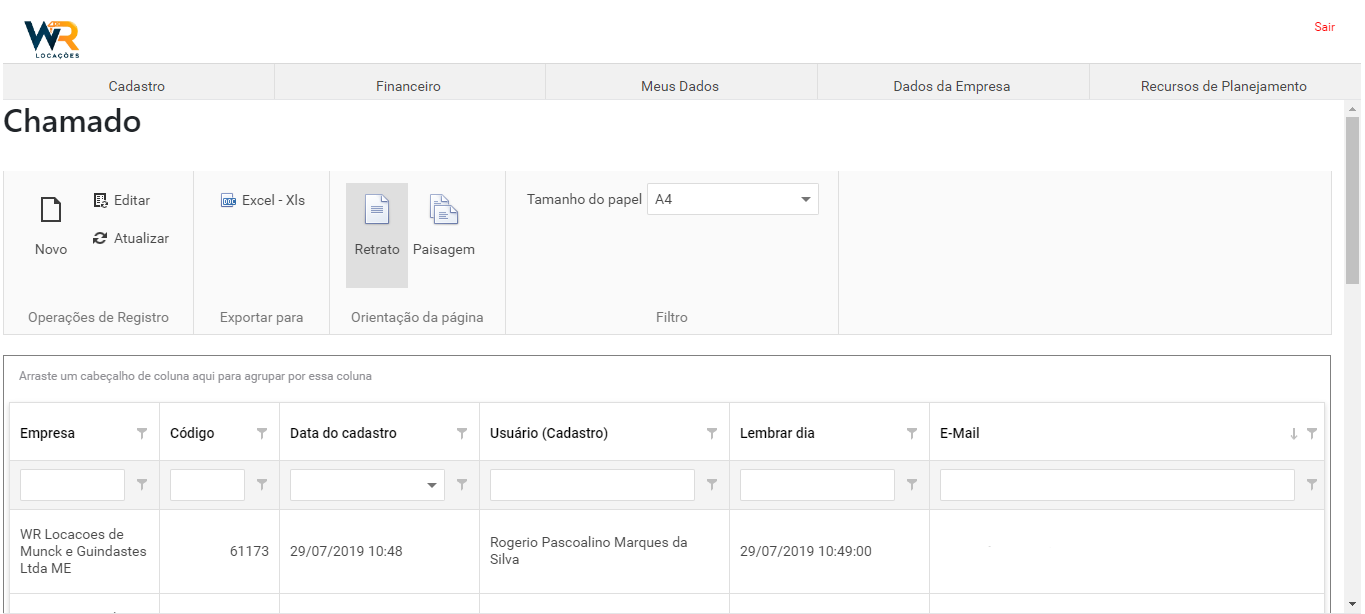 WR
LOCAÇÕES
Sair
Cadastro
Financeiro
Meus Dados
Dados da Empresa
Recursos de Planejamento
Chamado
Novo
Editar
Atualizar
Operações de Registro
DOC Excel - Xls
Exportar para
Retrato
Paisagem
Orientação da página
Tamanho do papel A4
Filtro
Arraste um cabeçalho de coluna aqui para agrupar por essa coluna
Empresa
Código
Data do cadastro
Usuário (Cadastro)
Lembrar dia
E-Mail
WR Locacoes de
Munck e Guindastes
Ltda ME
61173
29/07/2019 10:48
Rogerio Pascoalino Marques da
Silva
29/07/2019 10:49:00